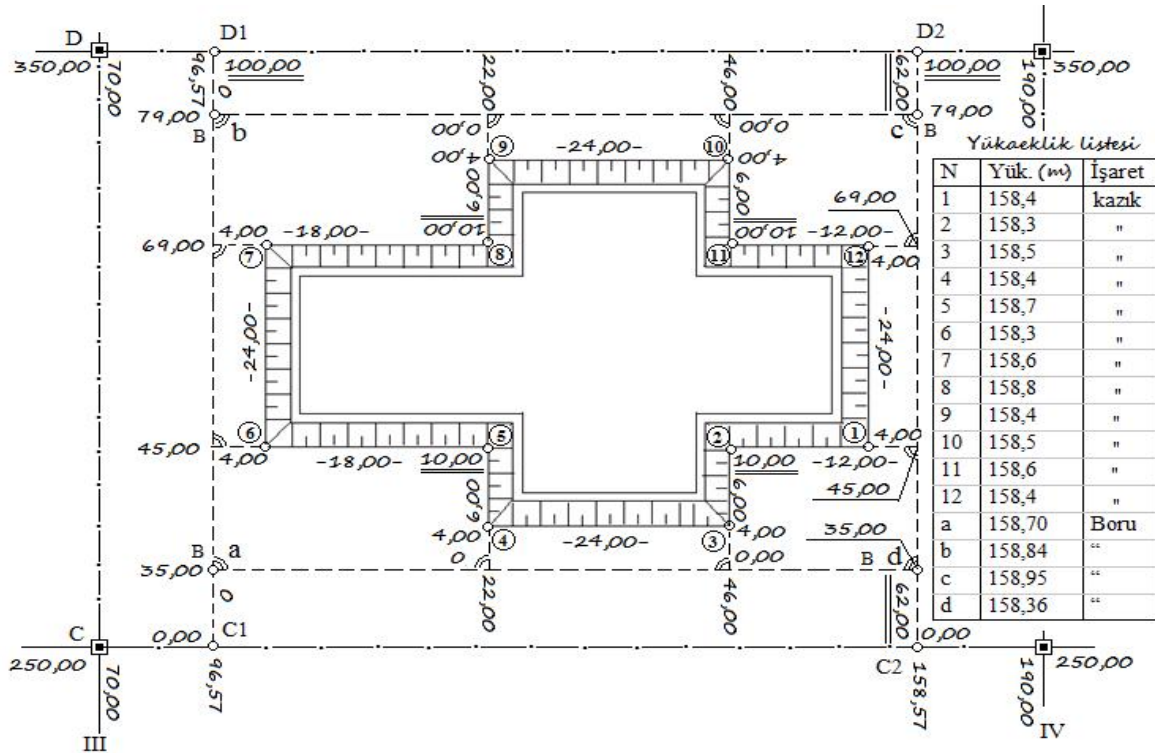 D D1 D2
350,00 70,00 96,57 100,00 22,00 46,00 62,00 100,00 190,00 350,00
0
79,00 B b 0,00 0,00 c B 79,00
9 -24,00- 10
4,00 4,00
6,00 6,00 69,00
10,00 10,00
69,00 4,00 -18,00- -12,00-
7 8 11 12 4,00
-24,00- -24,00-
6 5 2 1 4,00
45,00 4,00 -18,00- 10,00 10,00 -12,00-
6,00 6,00 45,00
4,00 4 -24,00- 3 4,00 35,00
B a 0 0,00 B d
35,00
0 22,00 46,00 62,00
C 0,00 C1 C2 0,00
250,00 70,00 96,57 158,57 190,00 250,00
III IV
Yükaeklik listesi
N Yük. (m) İşaret
1 158,4 kazık
2 158,3 "
3 158,5 "
4 158,4 "
5 158,7 "
6 158,3 "
7 158,6 "
8 158,8 "
9 158,4 "
10 158,5 "
11 158,6 "
12 158,4 "
a 158,70 Boru
b 158,84 “
c 158,95 “
d 158,36 “